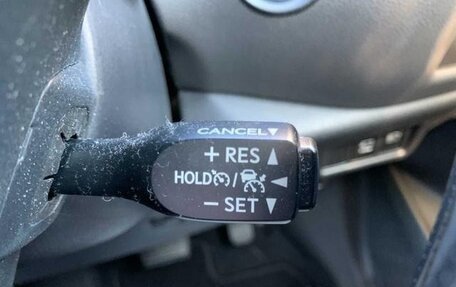 CANCEL▼
+ RES ▲
HOLD / ◀
− SET ▼